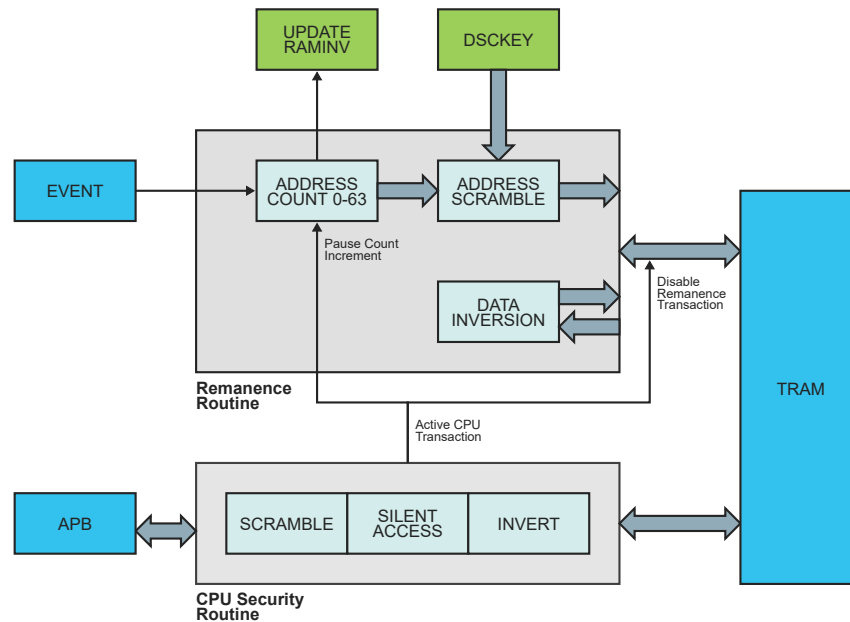 UPDATE
RAMINV
DSCKEY
EVENT
ADDRESS
COUNT 0-63
ADDRESS
SCRAMBLE
Pause Count
Increment
Disable
Remanence
Transaction
DATA
INVERSION
TRAM
Remanence
Routine
Active CPU
Transaction
APB
SCRAMBLE
SILENT
ACCESS
INVERT
CPU Security
Routine